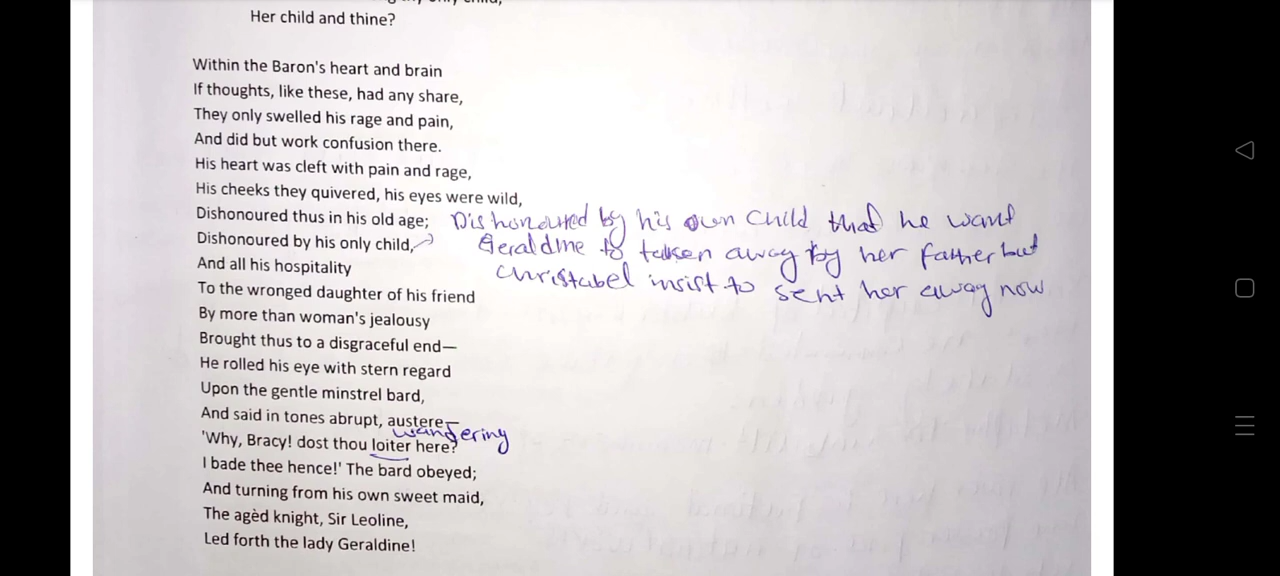 Her child and thine?
Within the Baron's heart and brain
If thoughts, like these, had any share,
They only swelled his rage and pain,
And did but work confusion there.
His heart was cleft with pain and rage,
His cheeks they quivered, his eyes were wild,
Dishonoured thus in his old age; Dishonoured by his own child that he want
Dishonoured by his only child, Geraldine to taken away by her father but
And all his hospitality christabel insist to sent her away now
To the wronged daughter of his friend
By more than woman's jealousy
Brought thus to a disgraceful end—
He rolled his eye with stern regard
Upon the gentle minstrel bard,
And said in tones abrupt, austere—
wandering
'Why, Bracy! dost thou loiter here?
I bade thee hence!' The bard obeyed;
And turning from his own sweet maid,
The agèd knight, Sir Leoline,
Led forth the lady Geraldine!